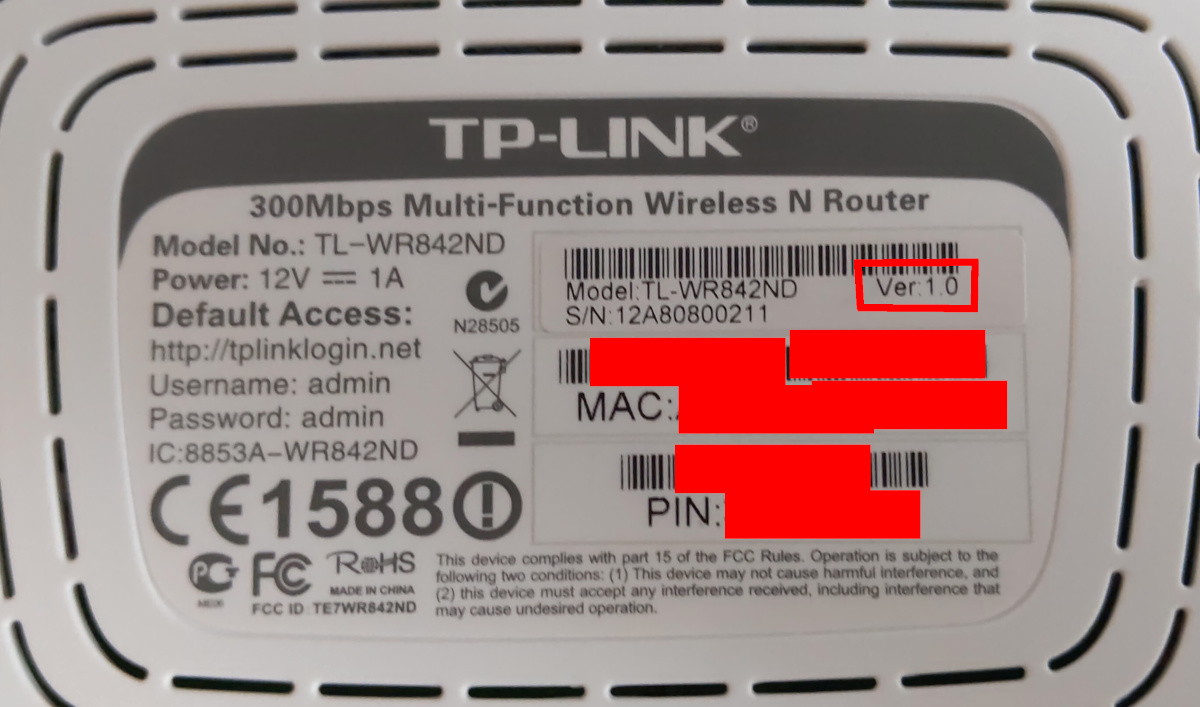 TP-LINK®
300Mbps Multi-Function Wireless N Router
Model No.: TL-WR842ND
Power: 12V ⎓ 1A
Default Access:
http://tplinklogin.net
Username: admin
Password: admin
IC:8853A-WR842ND
N28505
Model:TL-WR842ND Ver:1.0
S/N:12A80800211
MAC:
PIN:
CE1588
PCT FC RoHS
MADE IN CHINA
FCC ID: TE7WR842ND
This device complies with part 15 of the FCC Rules. Operation is subject to the
following two conditions: (1) This device may not cause harmful interference, and
(2) this device must accept any interference received, including interference that
may cause undesired operation.